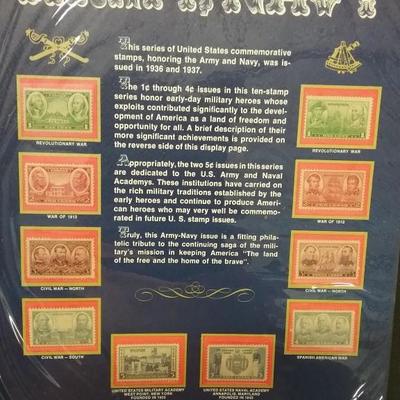 This series of United States commemorative
stamps, honoring the Army and Navy, was is-
sued in 1936 and 1937.
The 1¢ through 4¢ issues in this ten-stamp
series honor early-day military heroes whose
exploits contributed significantly to the devel-
opment of America as a land of freedom and
opportunity for all. A brief description of their
more significant achievements is provided on
the reverse side of this display page.
Appropriately, the two 5¢ issues in this series
are dedicated to the U.S. Army and Naval
Academys. These institutions have carried on
the rich military traditions established by the
early heroes and continue to produce Ameri-
can heroes who may very well be commemo-
rated in future U. S. stamp issues.
Truly, this Army-Navy issue is a fitting phila-
telic tribute to the continuing saga of the mili-
tary's mission in keeping America "The land
of the free and the home of the brave".
REVOLUTIONARY WAR
REVOLUTIONARY WAR
WAR OF 1812
WAR OF 1812
CIVIL WAR—NORTH
CIVIL WAR—NORTH
CIVIL WAR—SOUTH
SPANISH AMERICAN WAR
UNITED STATES MILITARY ACADEMY
WEST POINT, NEW YORK
FOUNDED IN 1802
UNITED STATES NAVAL ACADEMY
ANNAPOLIS, MARYLAND
FOUNDED IN 1845